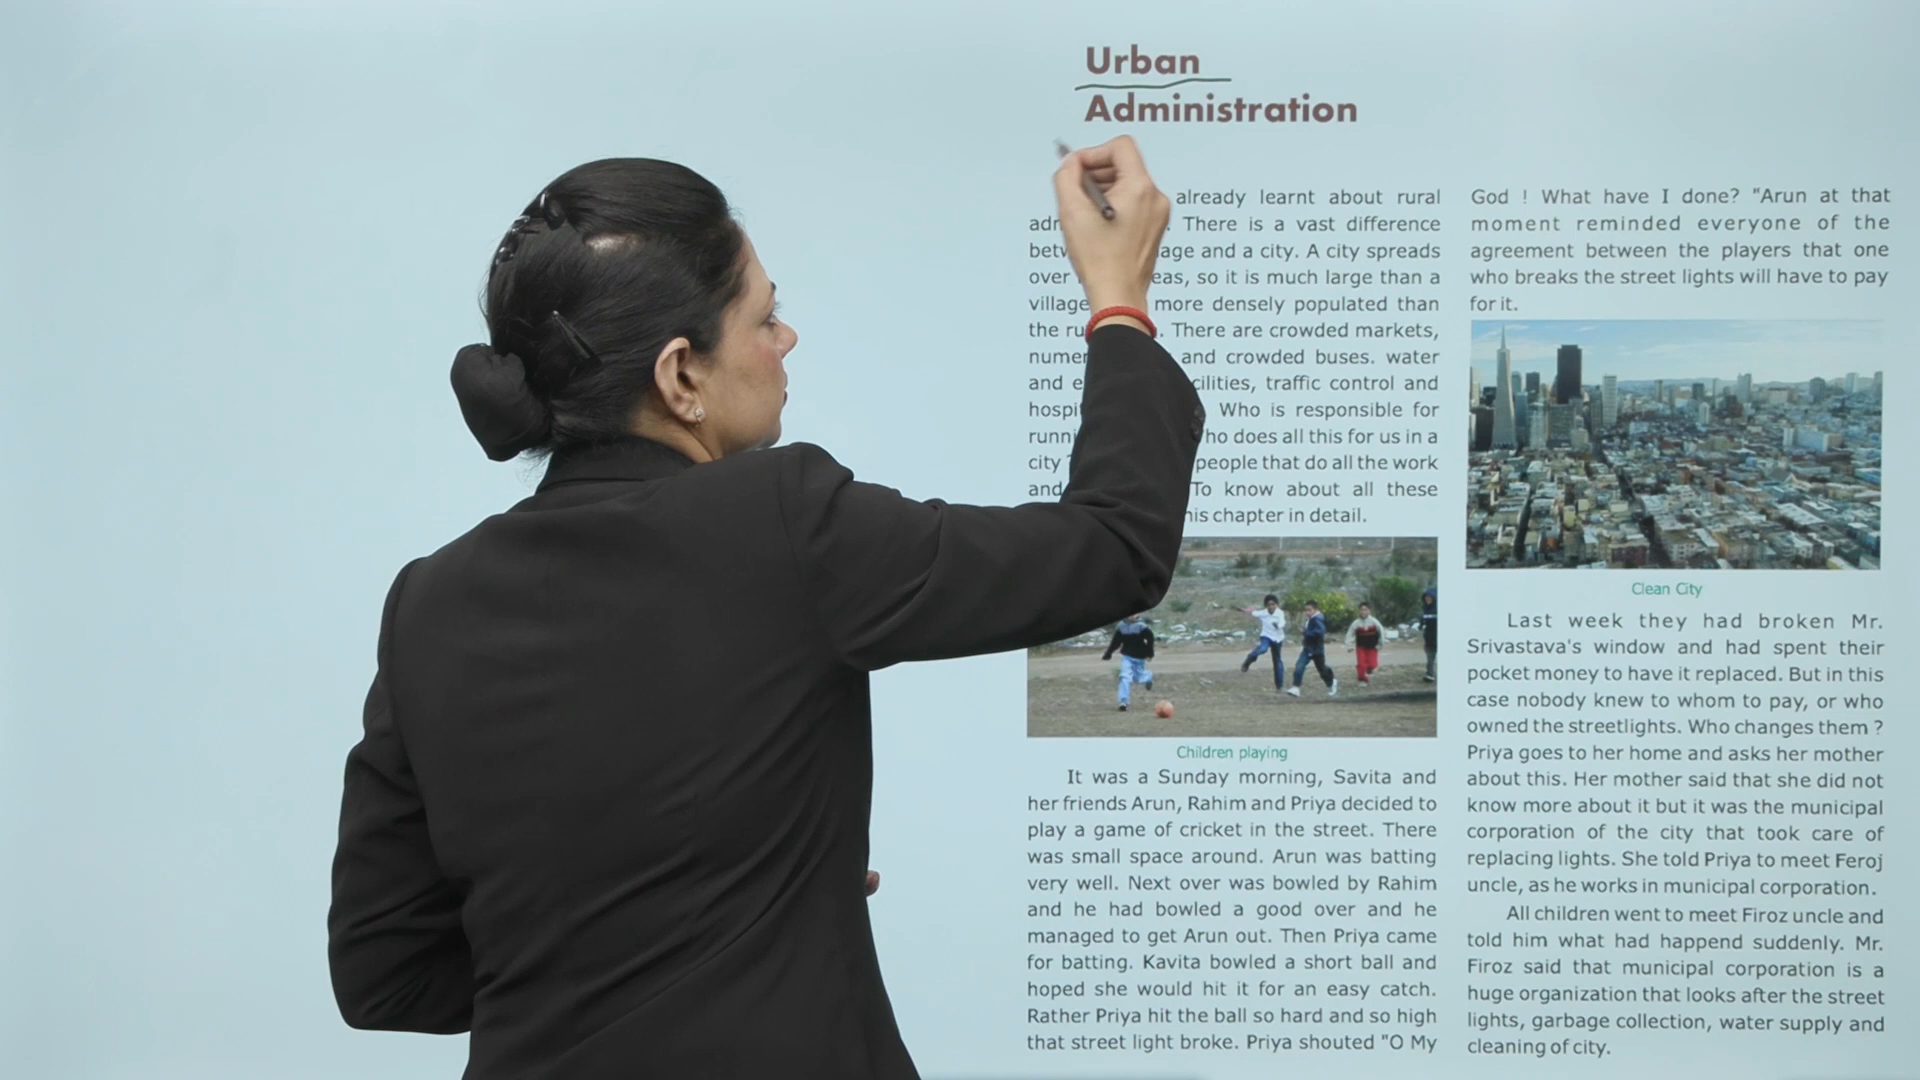 Urban
Administration
already learnt about rural
There is a vast difference
and a city. A city spreads
over so it is much large than a
village more densely populated than
the There are crowded markets,
and crowded buses. water
and traffic control and
Who is responsible for
does all this for us in a
city people that do all the work
and To know about all these
chapter in detail.
Children playing
It was a Sunday morning, Savita and
her friends Arun, Rahim and Priya decided to
play a game of cricket in the street. There
was small space around. Arun was batting
very well. Next over was bowled by Rahim
and he had bowled a good over and he
managed to get Arun out. Then Priya came
for batting. Kavita bowled a short ball and
hoped she would hit it for an easy catch.
Rather Priya hit the ball so hard and so high
that street light broke. Priya shouted "O My
God ! What have I done? "Arun at that
moment reminded everyone of the
agreement between the players that one
who breaks the street lights will have to pay
for it.
Clean City
Last week they had broken Mr.
Srivastava's window and had spent their
pocket money to have it replaced. But in this
case nobody knew to whom to pay, or who
owned the streetlights. Who changes them ?
Priya goes to her home and asks her mother
about this. Her mother said that she did not
know more about it but it was the municipal
corporation of the city that took care of
replacing lights. She told Priya to meet Feroj
uncle, as he works in municipal corporation.
All children went to meet Firoz uncle and
told him what had happend suddenly. Mr.
Firoz said that municipal corporation is a
huge organization that looks after the street
lights, garbage collection, water supply and
cleaning of city.